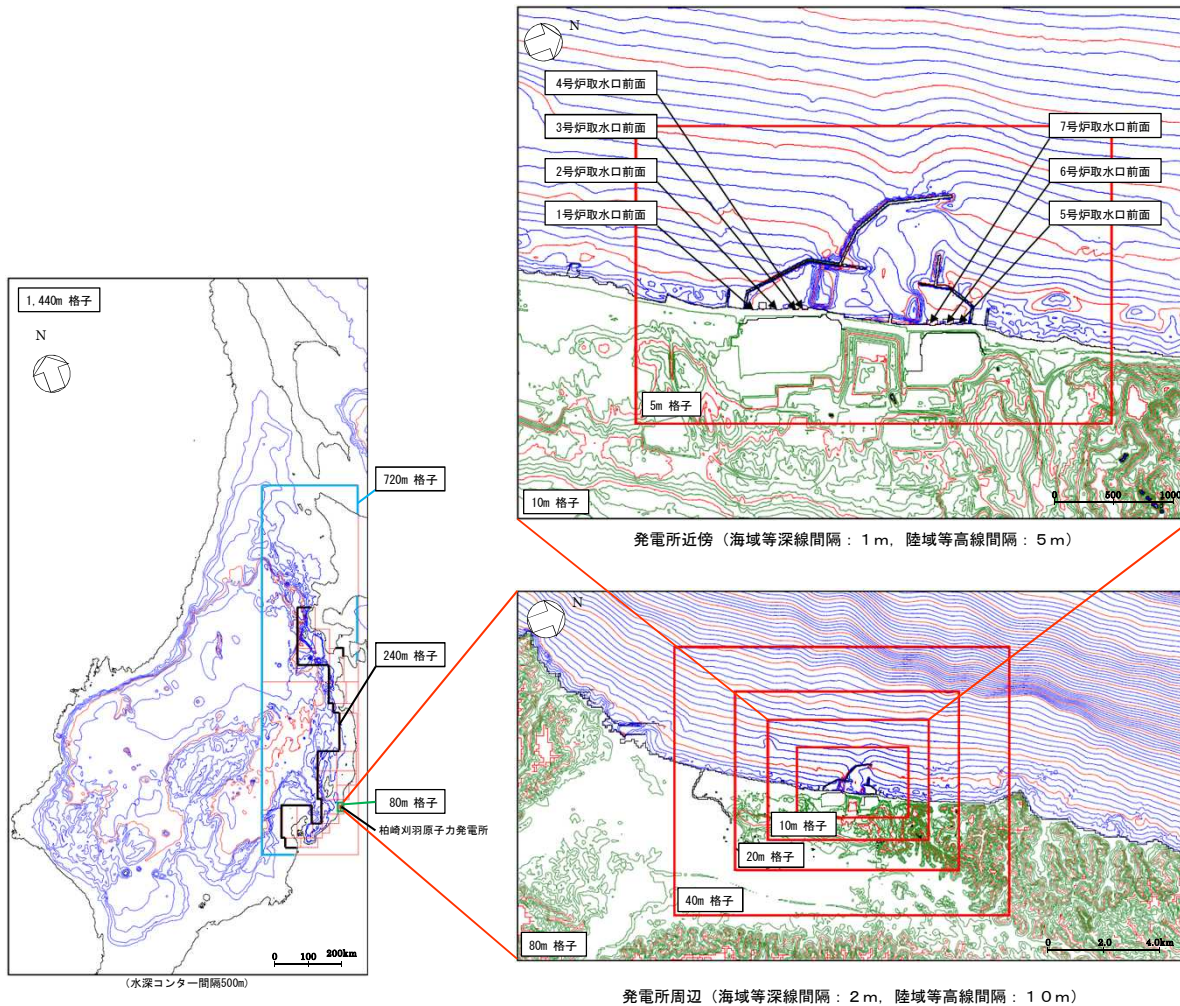 1,440m 格子
N
720m 格子
240m 格子
80m 格子
柏崎刈羽原子力発電所
0 100 200km
(水深コンター間隔500m)
N
4号炉取水口前面
3号炉取水口前面
2号炉取水口前面
1号炉取水口前面
7号炉取水口前面
6号炉取水口前面
5号炉取水口前面
5m 格子
10m 格子
0 500 1000
発電所近傍（海域等深線間隔：1m，陸域等高線間隔：5m）
N
10m 格子
20m 格子
40m 格子
80m 格子
0 2.0 4.0km
発電所周辺（海域等深線間隔：2m，陸域等高線間隔：10m）